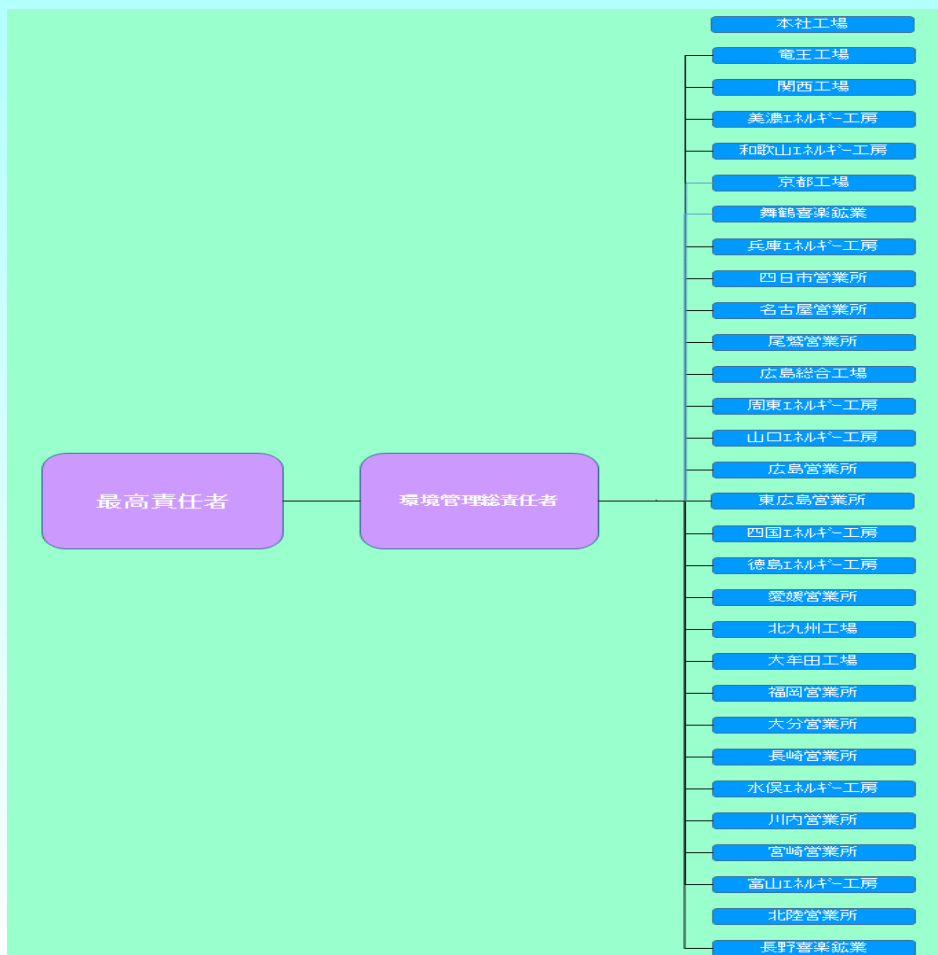 本社工場
竜王工場
関西工場
美濃ｴﾈﾙｷﾞｰ工房
和歌山ｴﾈﾙｷﾞｰ工房
京都工場
舞鶴喜楽鉱業
兵庫ｴﾈﾙｷﾞｰ工房
四日市営業所
名古屋営業所
尾鷲営業所
広島総合工場
周東ｴﾈﾙｷﾞｰ工房
山口ｴﾈﾙｷﾞｰ工房
広島営業所
最高責任者
環境管理総責任者
東広島営業所
四国ｴﾈﾙｷﾞｰ工房
徳島ｴﾈﾙｷﾞｰ工房
愛媛営業所
北九州工場
大牟田工場
福岡営業所
大分営業所
長崎営業所
水俣ｴﾈﾙｷﾞｰ工房
川内営業所
宮崎営業所
富山ｴﾈﾙｷﾞｰ工房
北陸営業所
長野喜楽鉱業